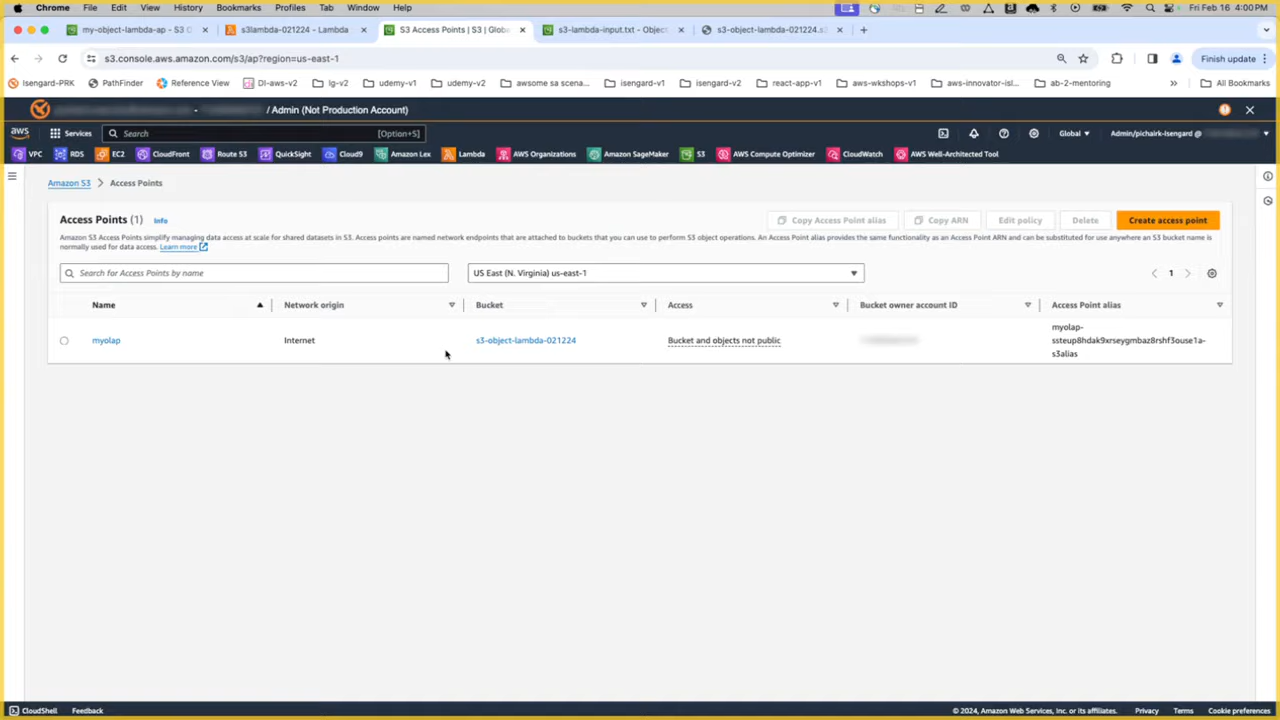 Chrome File Edit View History Bookmarks Profiles Tab Window Help Fri Feb 16 4:00 PM
my-object-lambda-ap - S3 O s3lambda-021224 - Lambda S3 Access Points | S3 | Globa s3-lambda-input.txt - Object s3-object-lambda-021224.s3
s3.console.aws.amazon.com/s3/ap?region=us-east-1 Finish update
Isengard-PRK PathFinder Reference View DI-aws-v2 lg-v2 udemy-v1 udemy-v2 awsome sa scena... isengard-v1 isengard-v2 react-app-v1 aws-wkshops-v1 aws-innovator-isl... ab-2-mentoring All Bookmarks
/ Admin (Not Production Account)
aws Services Search [Option+S] Global Admin/pichairk-Isengard @
VPC RDS EC2 CloudFront Route 53 QuickSight Cloud9 Amazon Lex Lambda AWS Organizations Amazon SageMaker S3 AWS Compute Optimizer CloudWatch AWS Well-Architected Tool
Amazon S3 > Access Points
Access Points (1) Info Copy Access Point alias Copy ARN Edit policy Delete Create access point
Amazon S3 Access Points simplify managing data access at scale for shared datasets in S3. Access points are named network endpoints that are attached to buckets that you can use to perform S3 object operations. An Access Point alias provides the same functionality as an Access Point ARN and can be substituted for use anywhere an S3 bucket name is
normally used for data access. Learn more
Search for Access Points by name US East (N. Virginia) us-east-1 1
Name Network origin Bucket Access Bucket owner account ID Access Point alias
myolap Internet s3-object-lambda-021224 Bucket and objects not public myolap-
ssteup8hdak9xrseygmbaz8rshf3ouse1a-
s3alias
CloudShell Feedback © 2024, Amazon Web Services, Inc. or its affiliates. Privacy Terms Cookie preferences